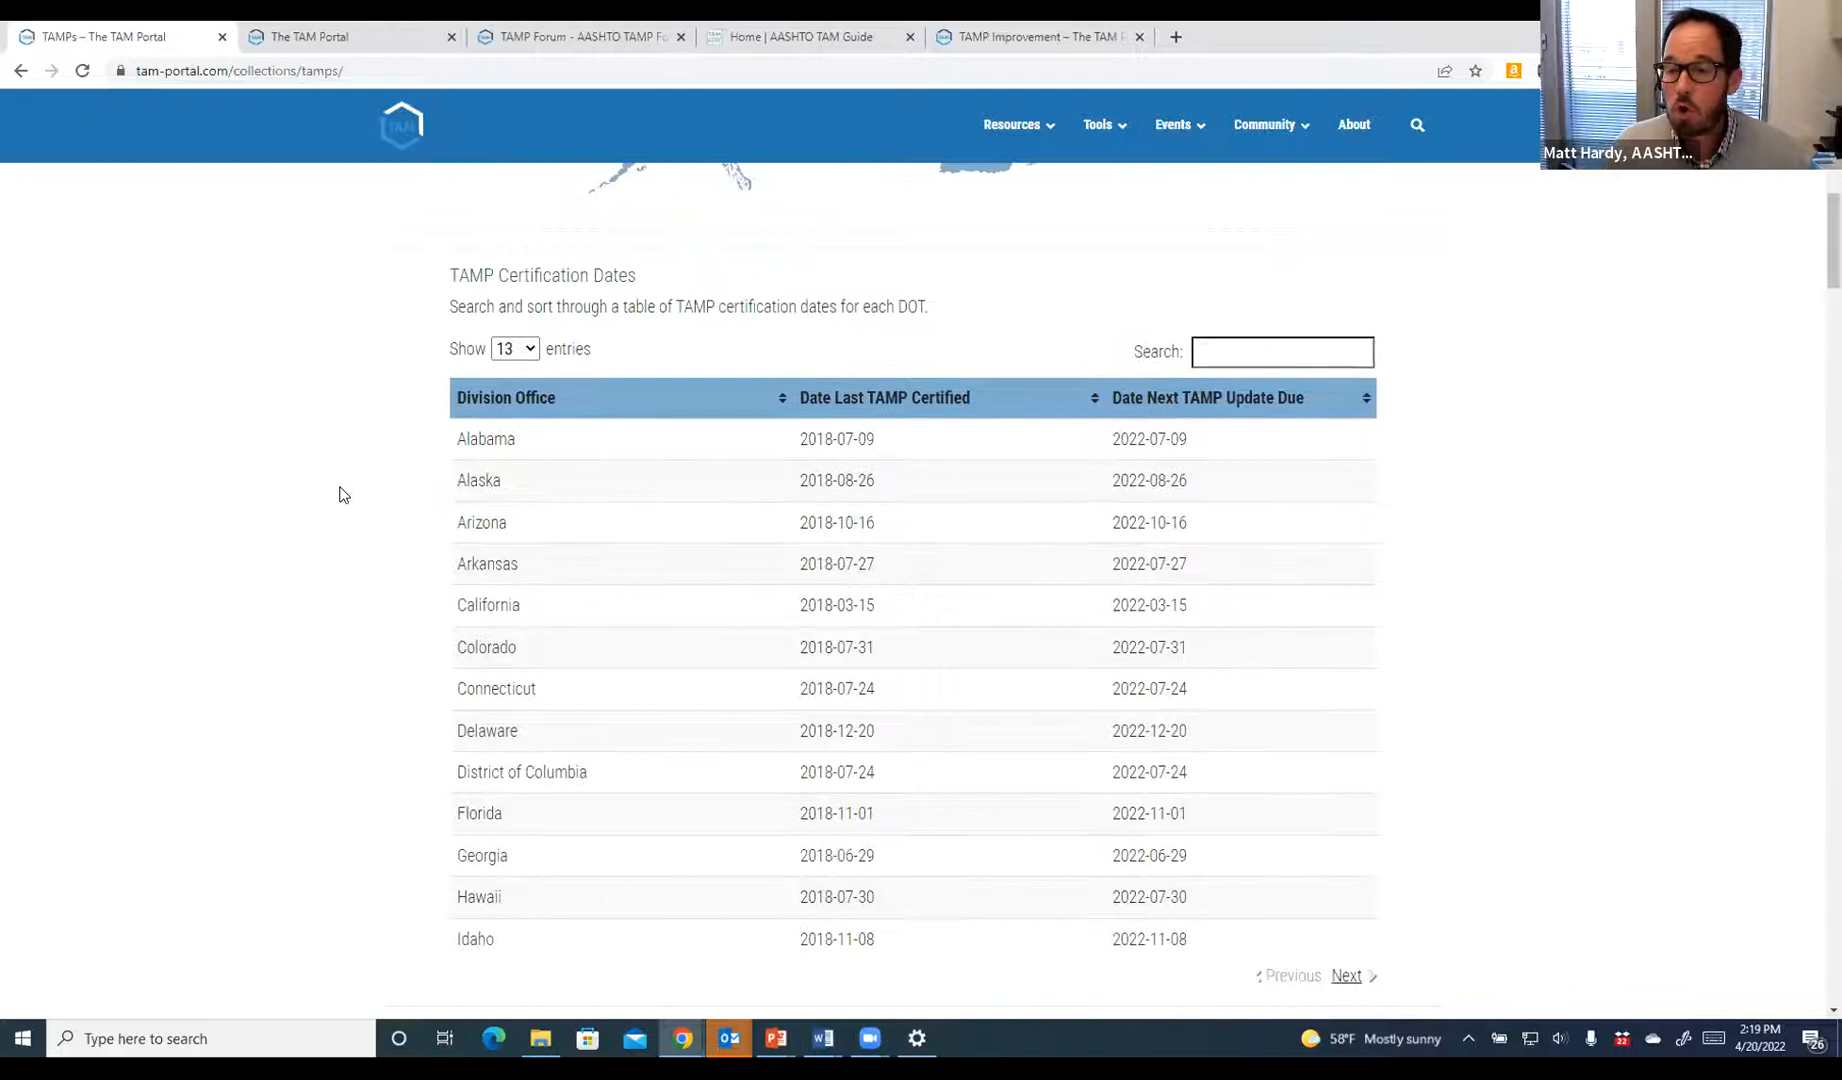 TAMPs – The TAM Portal
The TAM Portal
TAMP Forum - AASHTO TAMP Fo
Home | AASHTO TAM Guide
TAMP Improvement – The TAM P
tam-portal.com/collections/tamps/
TAM
Resources Tools Events Community About
Matt Hardy, AASHT...
TAMP Certification Dates
Search and sort through a table of TAMP certification dates for each DOT.
Show 13 entries Search:
Division Office Date Last TAMP Certified Date Next TAMP Update Due
Alabama 2018-07-09 2022-07-09
Alaska 2018-08-26 2022-08-26
Arizona 2018-10-16 2022-10-16
Arkansas 2018-07-27 2022-07-27
California 2018-03-15 2022-03-15
Colorado 2018-07-31 2022-07-31
Connecticut 2018-07-24 2022-07-24
Delaware 2018-12-20 2022-12-20
District of Columbia 2018-07-24 2022-07-24
Florida 2018-11-01 2022-11-01
Georgia 2018-06-29 2022-06-29
Hawaii 2018-07-30 2022-07-30
Idaho 2018-11-08 2022-11-08
Previous Next
Type here to search
58°F Mostly sunny
22
2:19 PM
4/20/2022
26